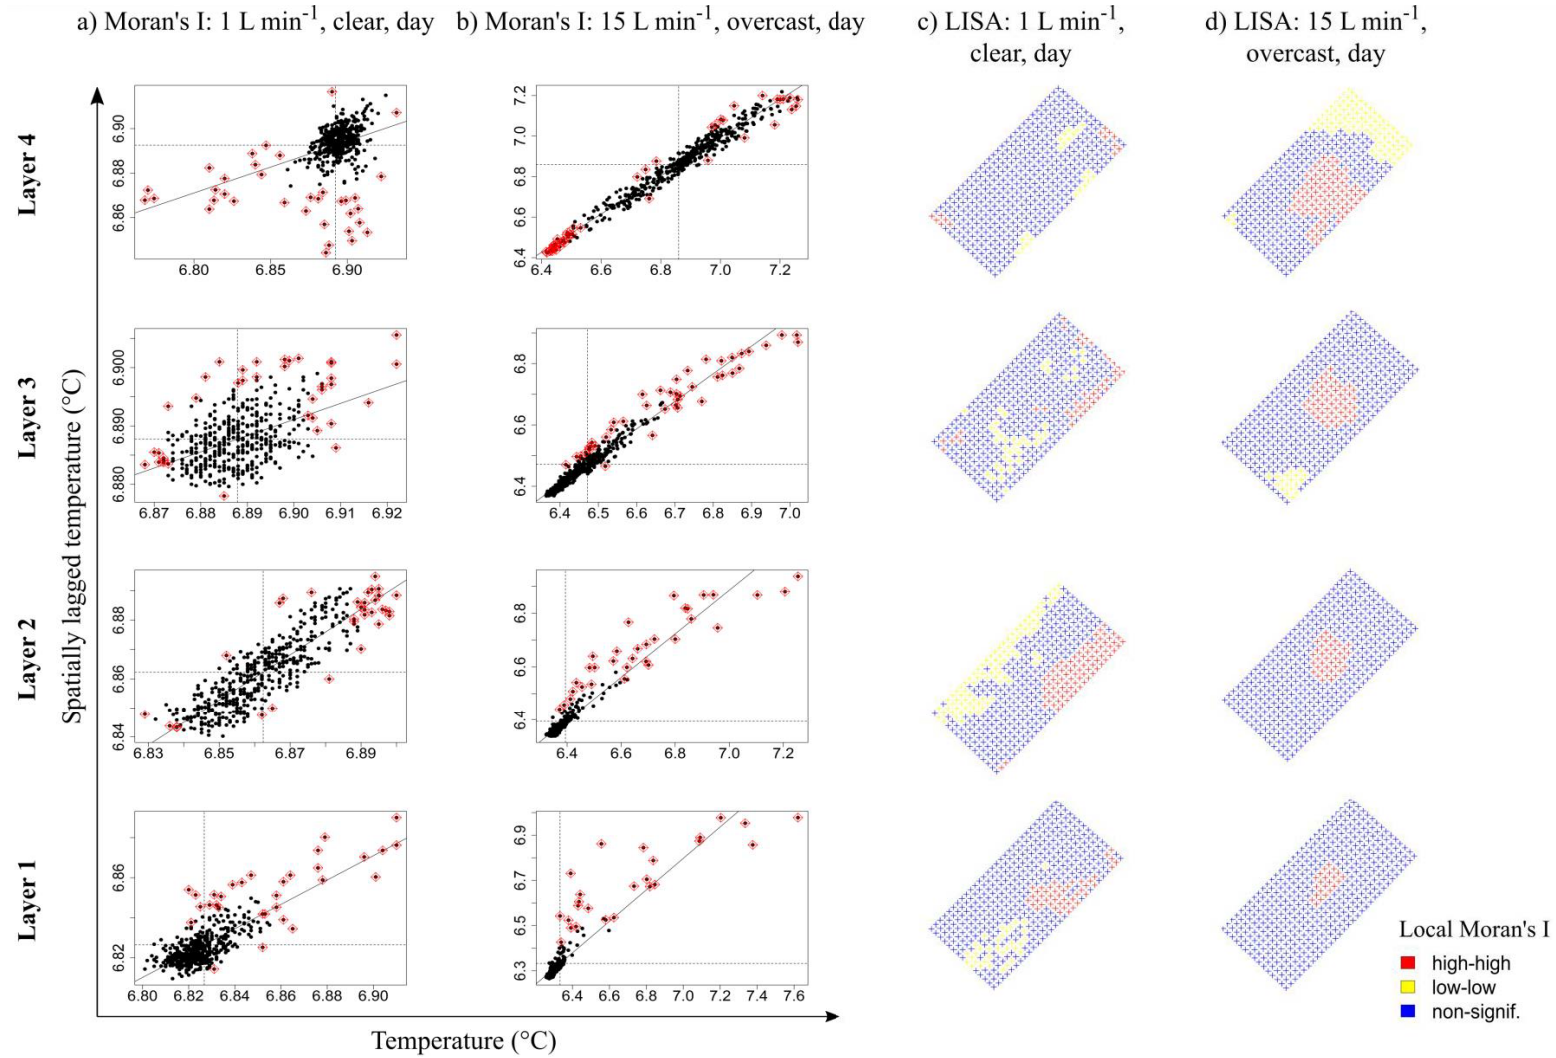 a) Moran's I: 1 L min-1, clear, day
b) Moran's I: 15 L min-1, overcast, day
c) LISA: 1 L min-1,
clear, day
d) LISA: 15 L min-1,
overcast, day
Spatially lagged temperature (°C)
Layer 4
6.90
6.88
6.86
6.80 6.85 6.90
7.2
7.0
6.8
6.6
6.4
6.4 6.6 6.8 7.0 7.2
Layer 3
6.900
6.890
6.880
6.87 6.88 6.89 6.90 6.91 6.92
6.8
6.6
6.4
6.4 6.5 6.6 6.7 6.8 6.9 7.0
Layer 2
6.88
6.86
6.84
6.83 6.85 6.87 6.89
6.8
6.6
6.4
6.4 6.6 6.8 7.0 7.2
Layer 1
6.86
6.82
6.80 6.82 6.84 6.86 6.88 6.90
6.9
6.7
6.5
6.3
6.4 6.6 6.8 7.0 7.2 7.4 7.6
Temperature (°C)
Local Moran's I
high-high
low-low
non-signif.